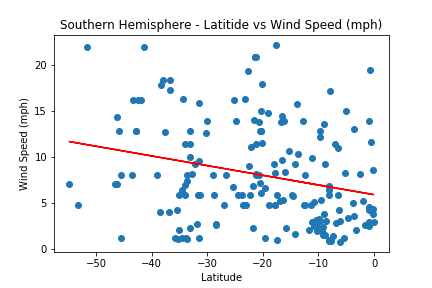 Southern Hemisphere - Latitide vs Wind Speed (mph)
Wind Speed (mph)
20
15
10
5
0
−50 −40 −30 −20 −10 0
Latitude